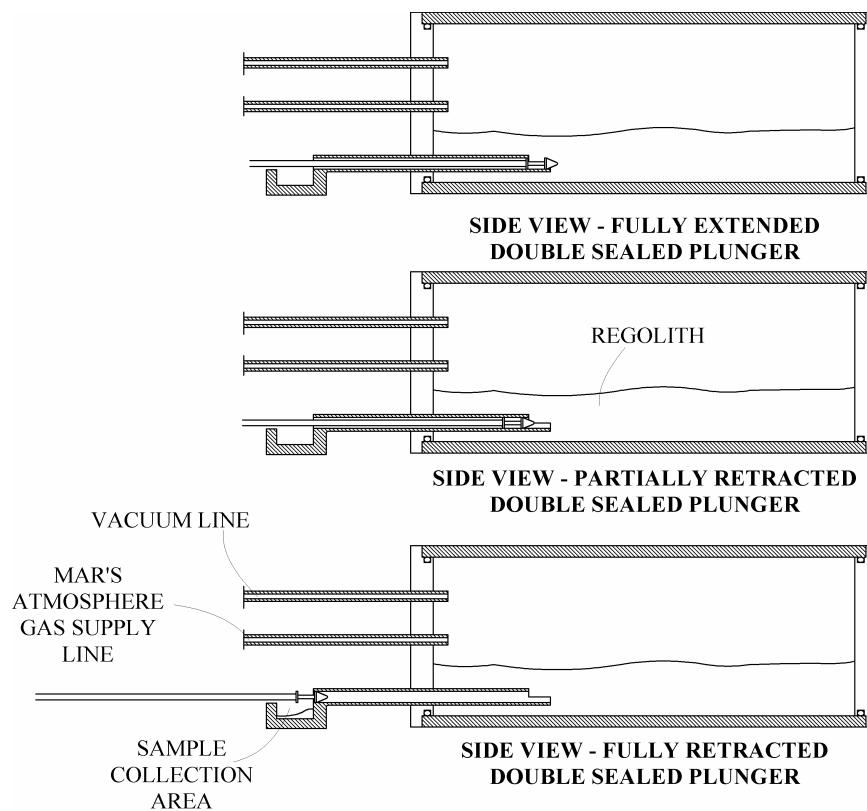 SIDE VIEW - FULLY EXTENDED
DOUBLE SEALED PLUNGER
REGOLITH
SIDE VIEW - PARTIALLY RETRACTED
DOUBLE SEALED PLUNGER
VACUUM LINE
MAR'S
ATMOSPHERE
GAS SUPPLY
LINE
SAMPLE
COLLECTION
AREA
SIDE VIEW - FULLY RETRACTED
DOUBLE SEALED PLUNGER